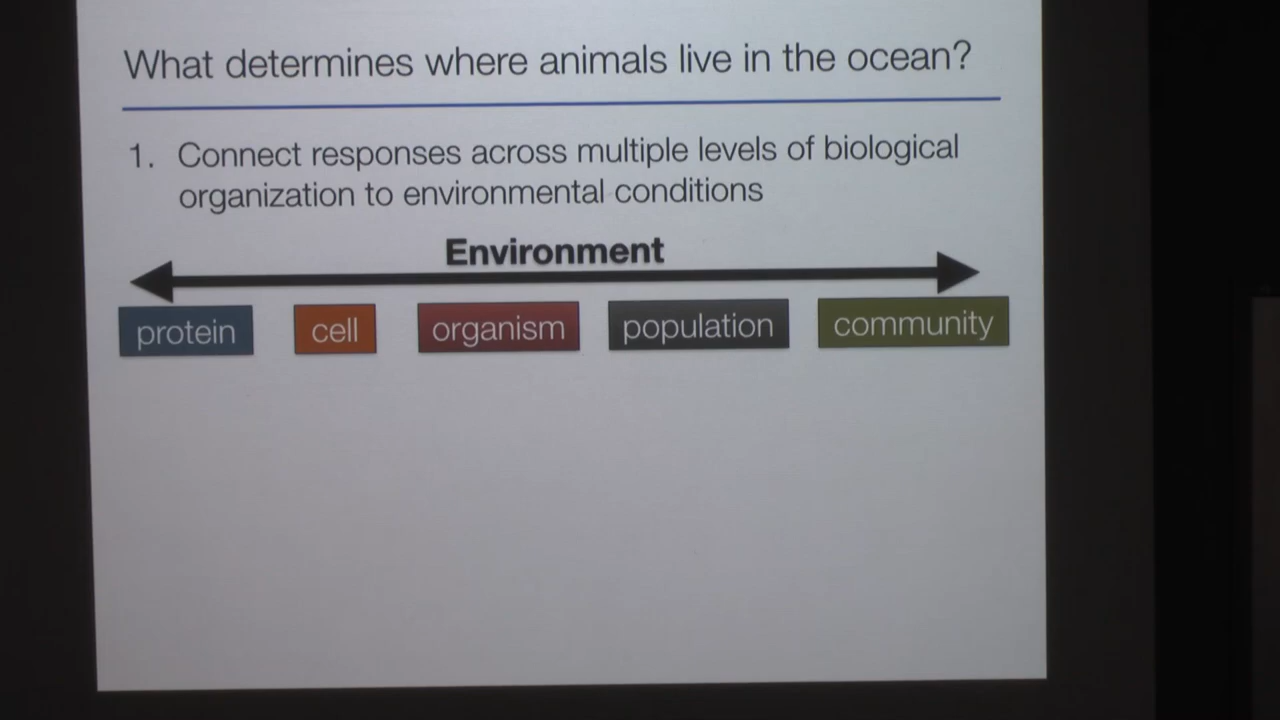 What determines where animals live in the ocean?
1. Connect responses across multiple levels of biological
organization to environmental conditions
Environment
protein cell organism population community